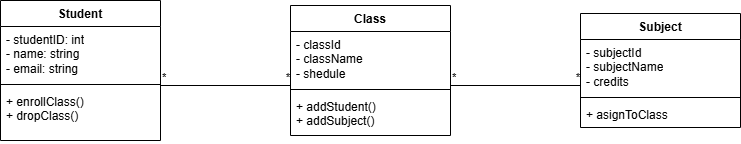 Student
- studentID: int
- name: string
- email: string
+ enrollClass()
+ dropClass()
*
*
Class
- classId
- className
- shedule
+ addStudent()
+ addSubject()
*
*
Subject
- subjectId
- subjectName
- credits
+ asignToClass